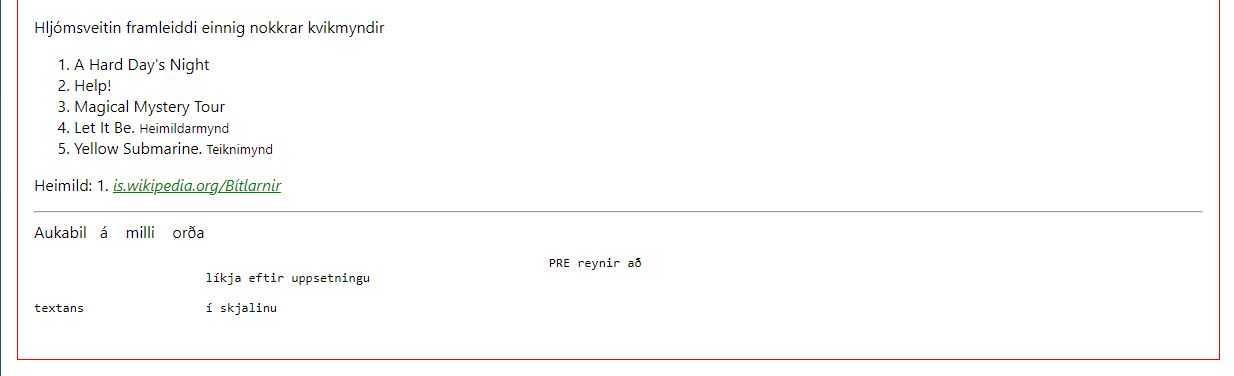 Hljómsveitin framleiddi einnig nokkrar kvikmyndir
1. A Hard Day's Night
2. Help!
3. Magical Mystery Tour
4. Let It Be. Heimildarmynd
5. Yellow Submarine. Teiknimynd
Heimild: 1. is.wikipedia.org/Bítlarnir
Aukabil á milli orða
PRE reynir að
líkja eftir uppsetningu
textans í skjalinu